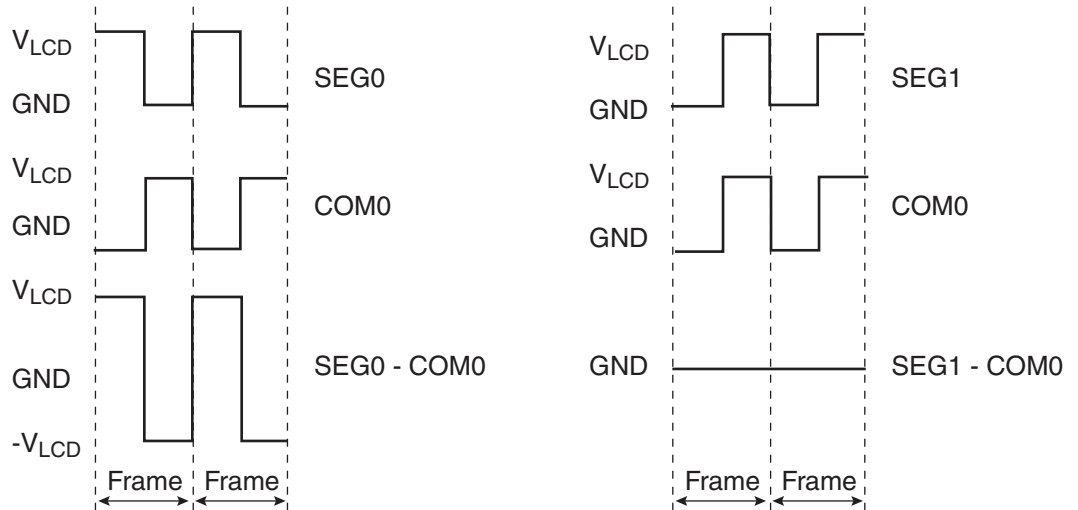 VLCD
GND
SEG0
VLCD
GND
COM0
VLCD
GND
-VLCD
SEG0 - COM0
Frame Frame
VLCD
GND
SEG1
VLCD
GND
COM0
GND
SEG1 - COM0
Frame Frame